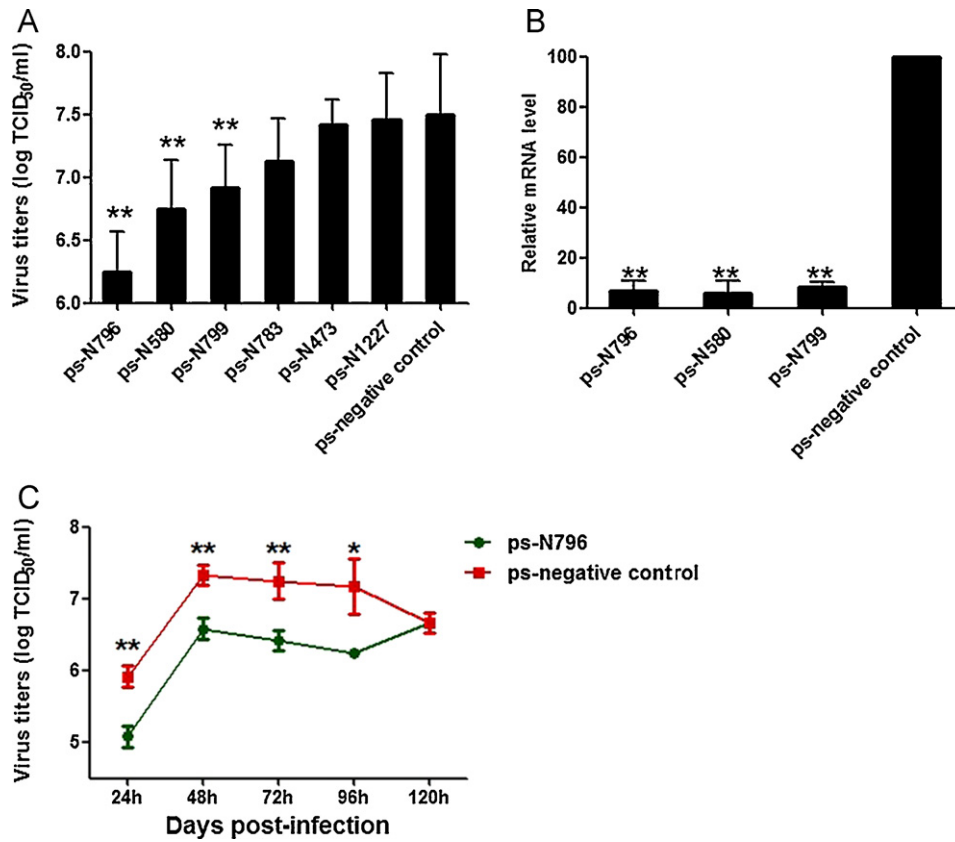 A
Virus titers (log TCID50/ml)
8.0
7.5
7.0
6.5
6.0
**
**
**
ps-N796
ps-N580
ps-N799
ps-N783
ps-N473
ps-N1227
ps-negative control
B
Relative mRNA level
100
80
60
40
20
0
**
**
**
ps-N796
ps-N580
ps-N799
ps-negative control
C
Virus titers (log TCID50/ml)
8
7
6
5
**
**
**
*
24h
48h
72h
96h
120h
Days post-infection
ps-N796
ps-negative control